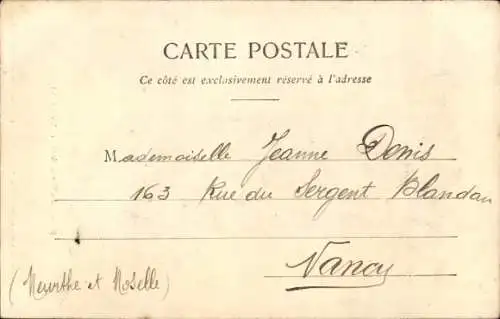 CARTE POSTALE
Ce côté est exclusivement réservé à l'adresse
Mademoiselle Jeanne Denis
163 Rue du Sergent Blandan
Nancy
(Meurthe et Moselle)